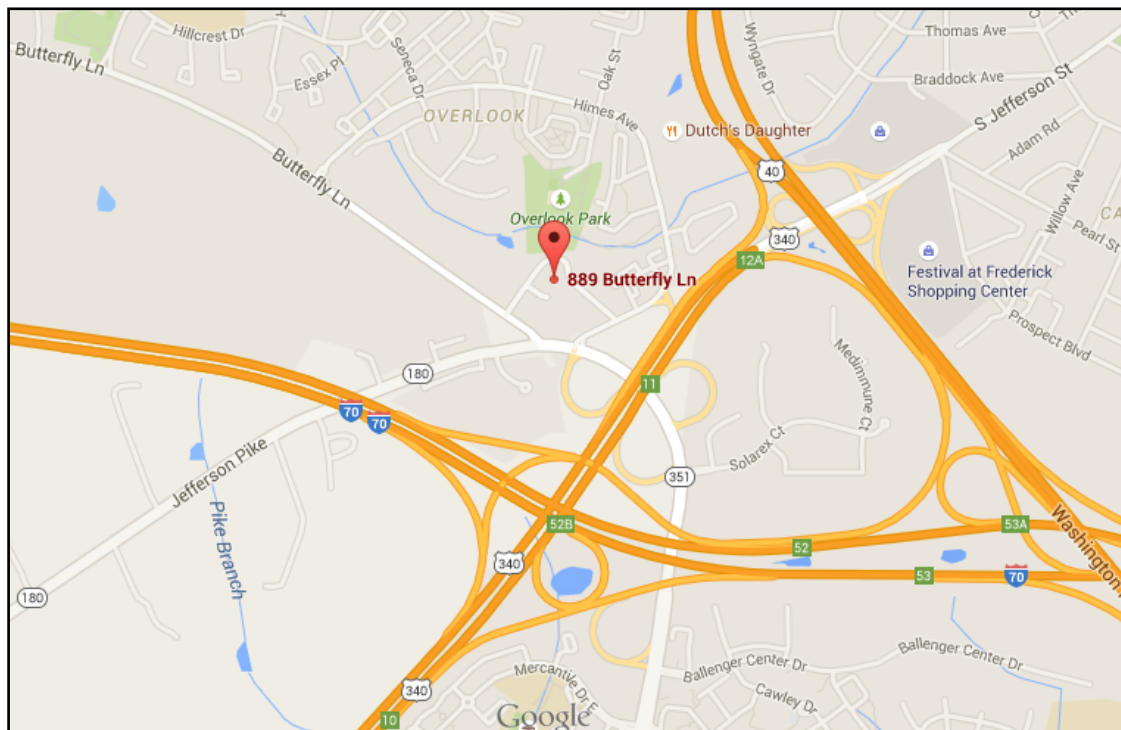 Hillcrest Dr
Butterfly Ln
Essex Pl
Seneca Dr
Oak St
Wyngate Dr
Thomas Ave
Braddock Ave
S Jefferson St
OVERLOOK
Himes Ave
Dutch's Daughter
Adam Rd
Willow Ave
Butterfly Ln
40
Overlook Park
340
Pearl St
12A
889 Butterfly Ln
Festival at Frederick
Shopping Center
Prospect Blvd
180
11
Medimmune Ct
70
70
Solarex Ct
351
Jefferson Pike
Pike Branch
52B
52
53A
340
53
70
180
Ballenger Center Dr
Ballenger Center Dr
Mercantile Dr
Cawley Dr
340
10
Google